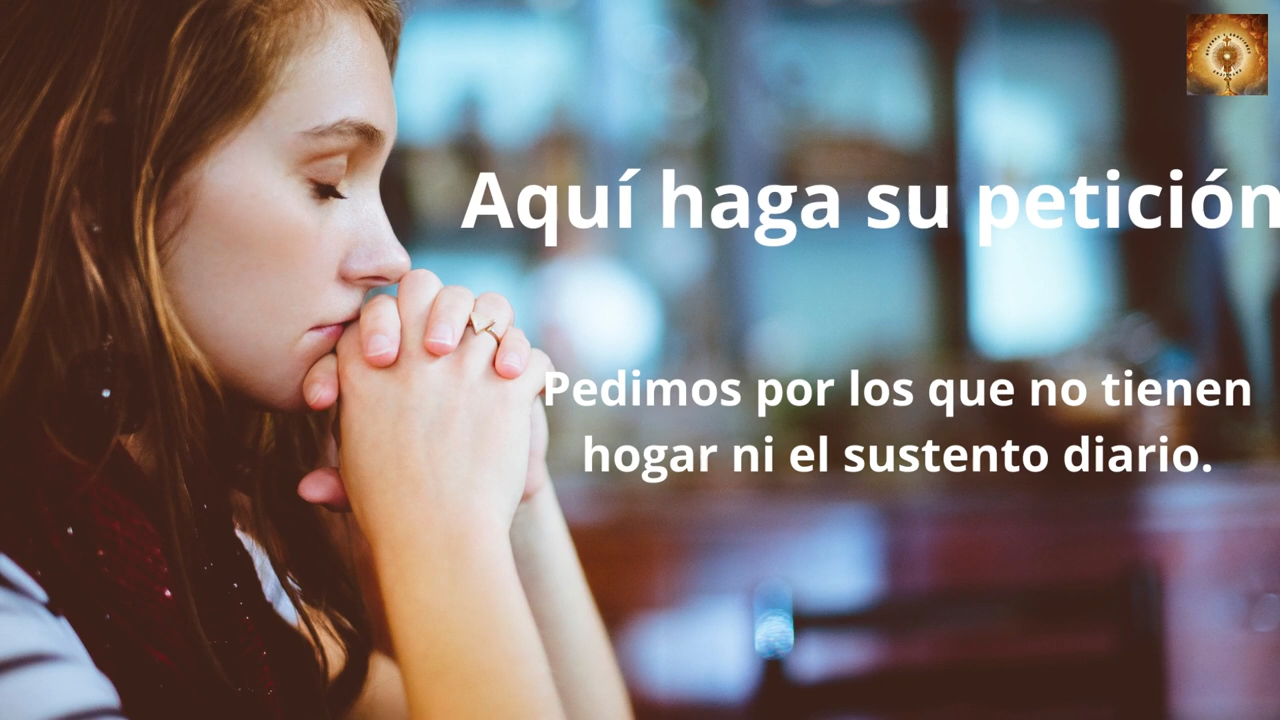 Aquí haga su petición
Pedimos por los que no tienen
hogar ni el sustento diario.